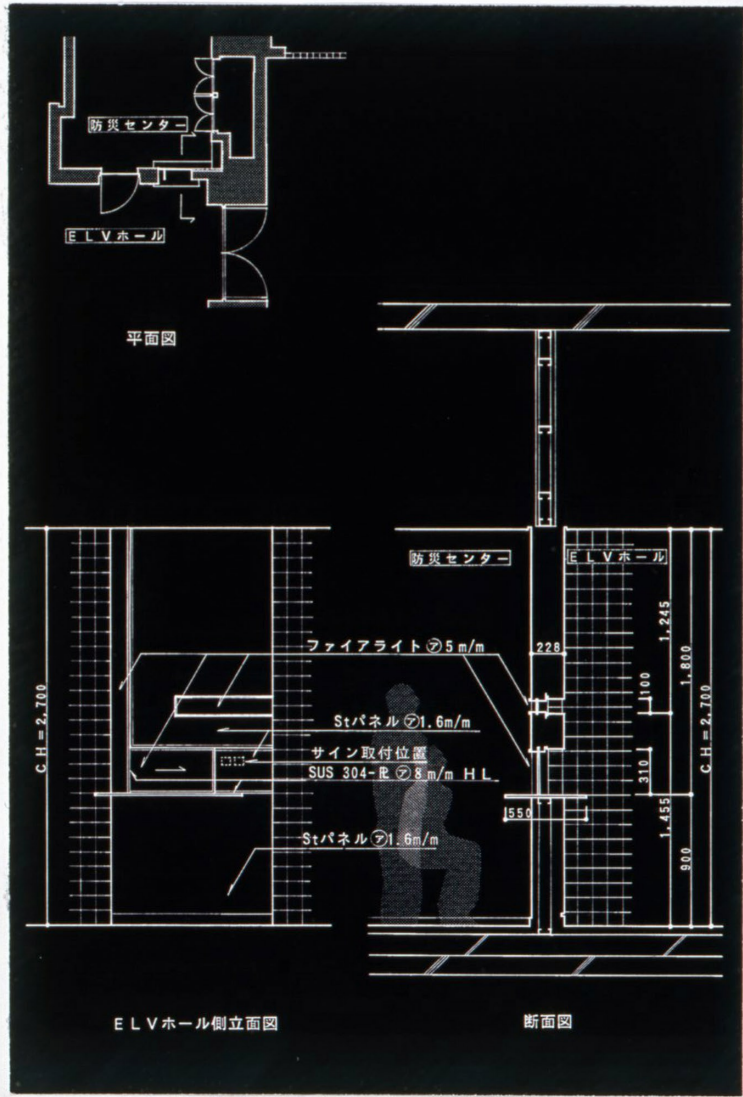 防災センター
ELVホール
平面図
防災センター
ELVホール
ファイアライト㋐5m/m
228
1,245
1,800
100
CH=2,700
CH=2,700
Stパネル㋐1.6m/m
サイン取付位置
SUS 304-PL ㋐8m/m HL
310
550
1,455
Stパネル㋐1.6m/m
900
ELVホール側立面図
断面図